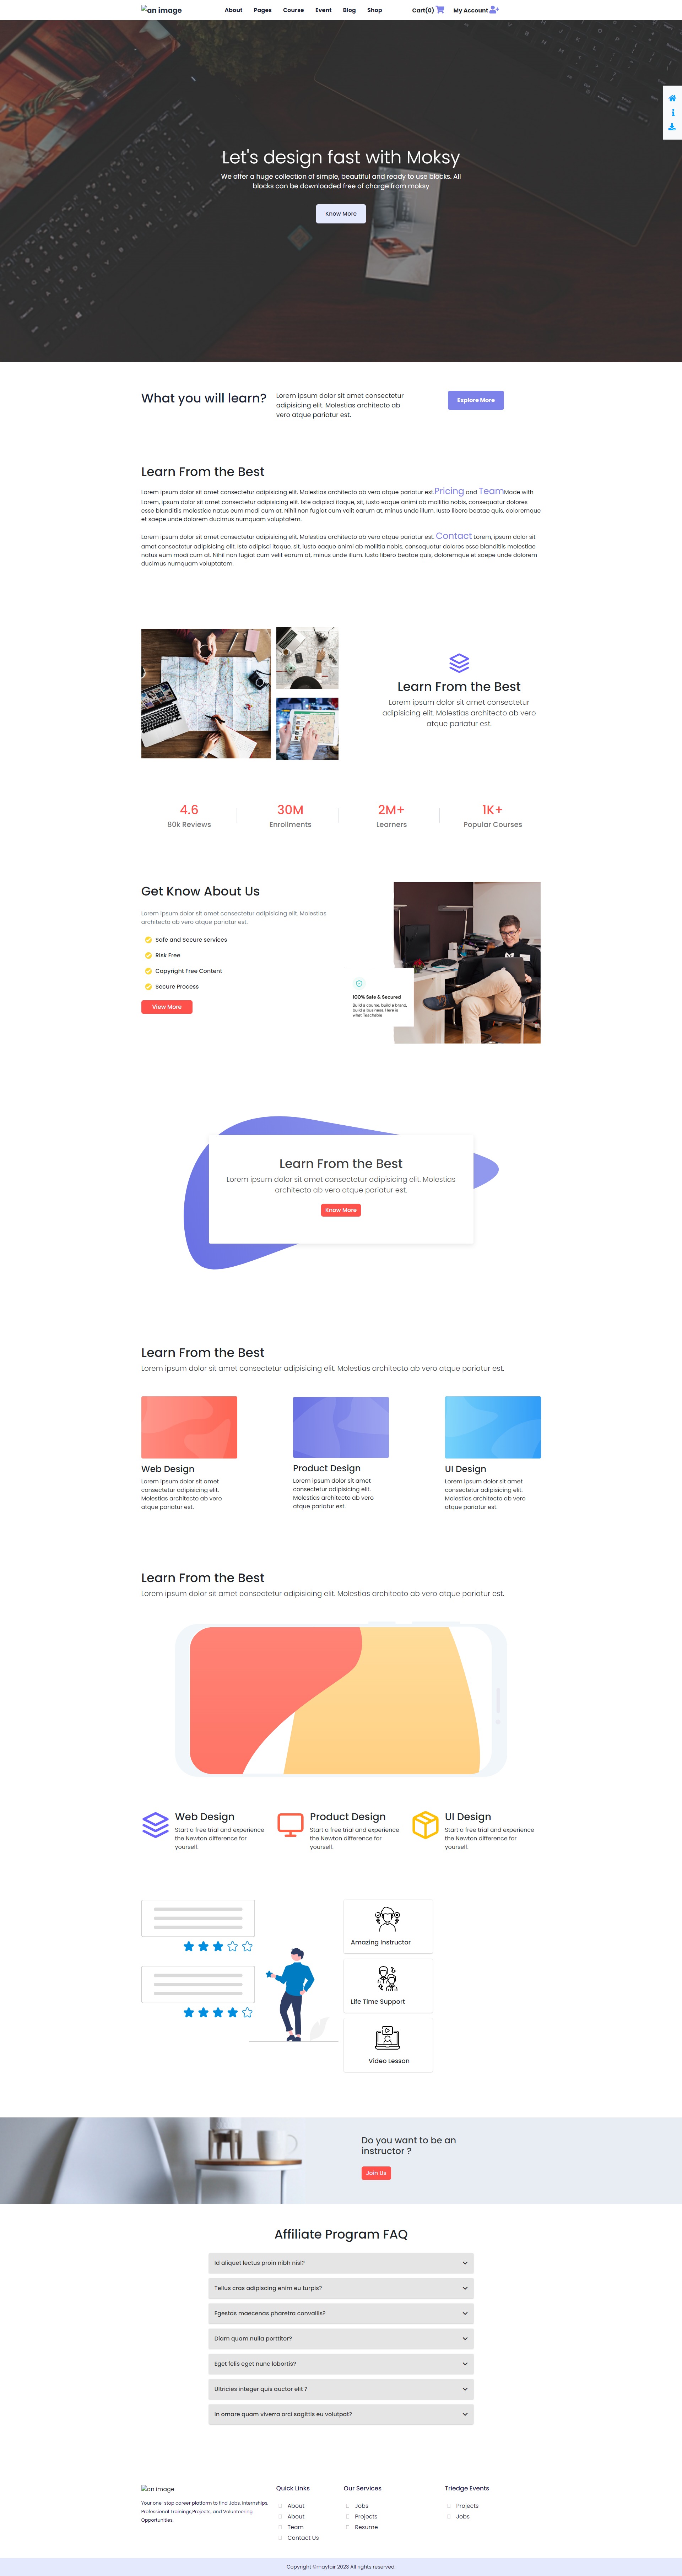 an image
About Pages Course Event Blog Shop
Cart(0) My Account
Let's design fast with Moksy
We offer a huge collection of simple, beautiful and ready to use blocks. All
blocks can be downloaded free of charge from moksy
Know More
What you will learn?
Lorem ipsum dolor sit amet consectetur
adipisicing elit. Molestias architecto ab
vero atque pariatur est.
Explore More
Learn From the Best
Lorem ipsum dolor sit amet consectetur adipisicing elit. Molestias architecto ab vero atque pariatur est.Pricing and TeamMade with
Lorem, ipsum dolor sit amet consectetur adipisicing elit. Iste adipisci itaque, sit, iusto eaque animi ab mollitia nobis, consequatur dolores
esse blanditiis molestiae natus eum modi cum at. Nihil non fugiat cum velit earum at, minus unde illum. Iusto libero beatae quis, doloremque
et saepe unde dolorem ducimus numquam voluptatem.
Lorem ipsum dolor sit amet consectetur adipisicing elit. Molestias architecto ab vero atque pariatur est. Contact Lorem, ipsum dolor sit
amet consectetur adipisicing elit. Iste adipisci itaque, sit, iusto eaque animi ab mollitia nobis, consequatur dolores esse blanditiis molestiae
natus eum modi cum at. Nihil non fugiat cum velit earum at, minus unde illum. Iusto libero beatae quis, doloremque et saepe unde dolorem
ducimus numquam voluptatem.
Learn From the Best
Lorem ipsum dolor sit amet consectetur
adipisicing elit. Molestias architecto ab vero
atque pariatur est.
4.6
80k Reviews
30M
Enrollments
2M+
Learners
1K+
Popular Courses
Get Know About Us
Lorem ipsum dolor sit amet consectetur adipisicing elit. Molestias
architecto ab vero atque pariatur est.
Safe and Secure services
Risk Free
Copyright Free Content
Secure Process
View More
100% Safe & Secured
Build a course, build a brand,
build a business. Here is
what Teachable
Learn From the Best
Lorem ipsum dolor sit amet consectetur adipisicing elit. Molestias
architecto ab vero atque pariatur est.
Know More
Learn From the Best
Lorem ipsum dolor sit amet consectetur adipisicing elit. Molestias architecto ab vero atque pariatur est.
Web Design
Lorem ipsum dolor sit amet
consectetur adipisicing elit.
Molestias architecto ab vero
atque pariatur est.
Product Design
Lorem ipsum dolor sit amet
consectetur adipisicing elit.
Molestias architecto ab vero
atque pariatur est.
UI Design
Lorem ipsum dolor sit amet
consectetur adipisicing elit.
Molestias architecto ab vero
atque pariatur est.
Learn From the Best
Lorem ipsum dolor sit amet consectetur adipisicing elit. Molestias architecto ab vero atque pariatur est.
Web Design
Start a free trial and experience
the Newton difference for
yourself.
Product Design
Start a free trial and experience
the Newton difference for
yourself.
UI Design
Start a free trial and experience
the Newton difference for
yourself.
Amazing Instructor
Life Time Support
Video Lesson
Do you want to be an
instructor ?
Join Us
Affiliate Program FAQ
Id aliquet lectus proin nibh nisl?
Tellus cras adipiscing enim eu turpis?
Egestas maecenas pharetra convallis?
Diam quam nulla porttitor?
Eget felis eget nunc lobortis?
Ultricies integer quis auctor elit ?
In ornare quam viverra orci sagittis eu volutpat?
an image
Your one-stop career platform to find Jobs, Internships,
Professional Trainings,Projects, and Volunteering
Opportunities.
Quick Links
About
About
Team
Contact Us
Our Services
Jobs
Projects
Resume
Triedge Events
Projects
Jobs
Copyright ©mayfair 2023 All rights reserved.